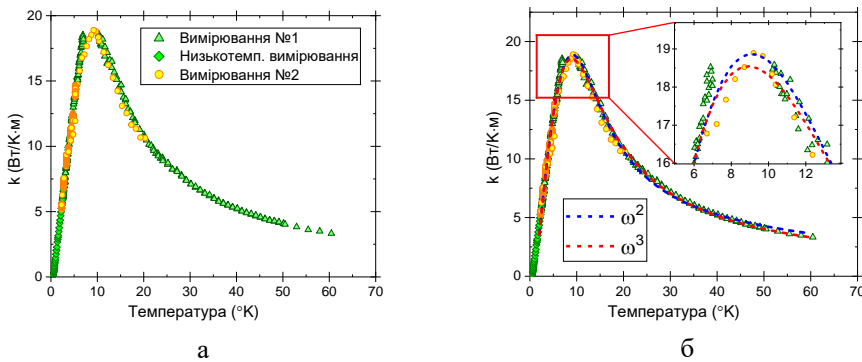 20
15
10
5
0
k (Вт/К·м)
△ Вимірювання №1
◆ Низькотемп. вимірювання
○ Вимірювання №2
0 10 20 30 40 50 60 70
Температура (°К)
а
20
15
10
5
0
k (Вт/К·м)
19
18
17
16
6 8 10 12
ω²
ω³
0 10 20 30 40 50 60 70
Температура (°К)
б